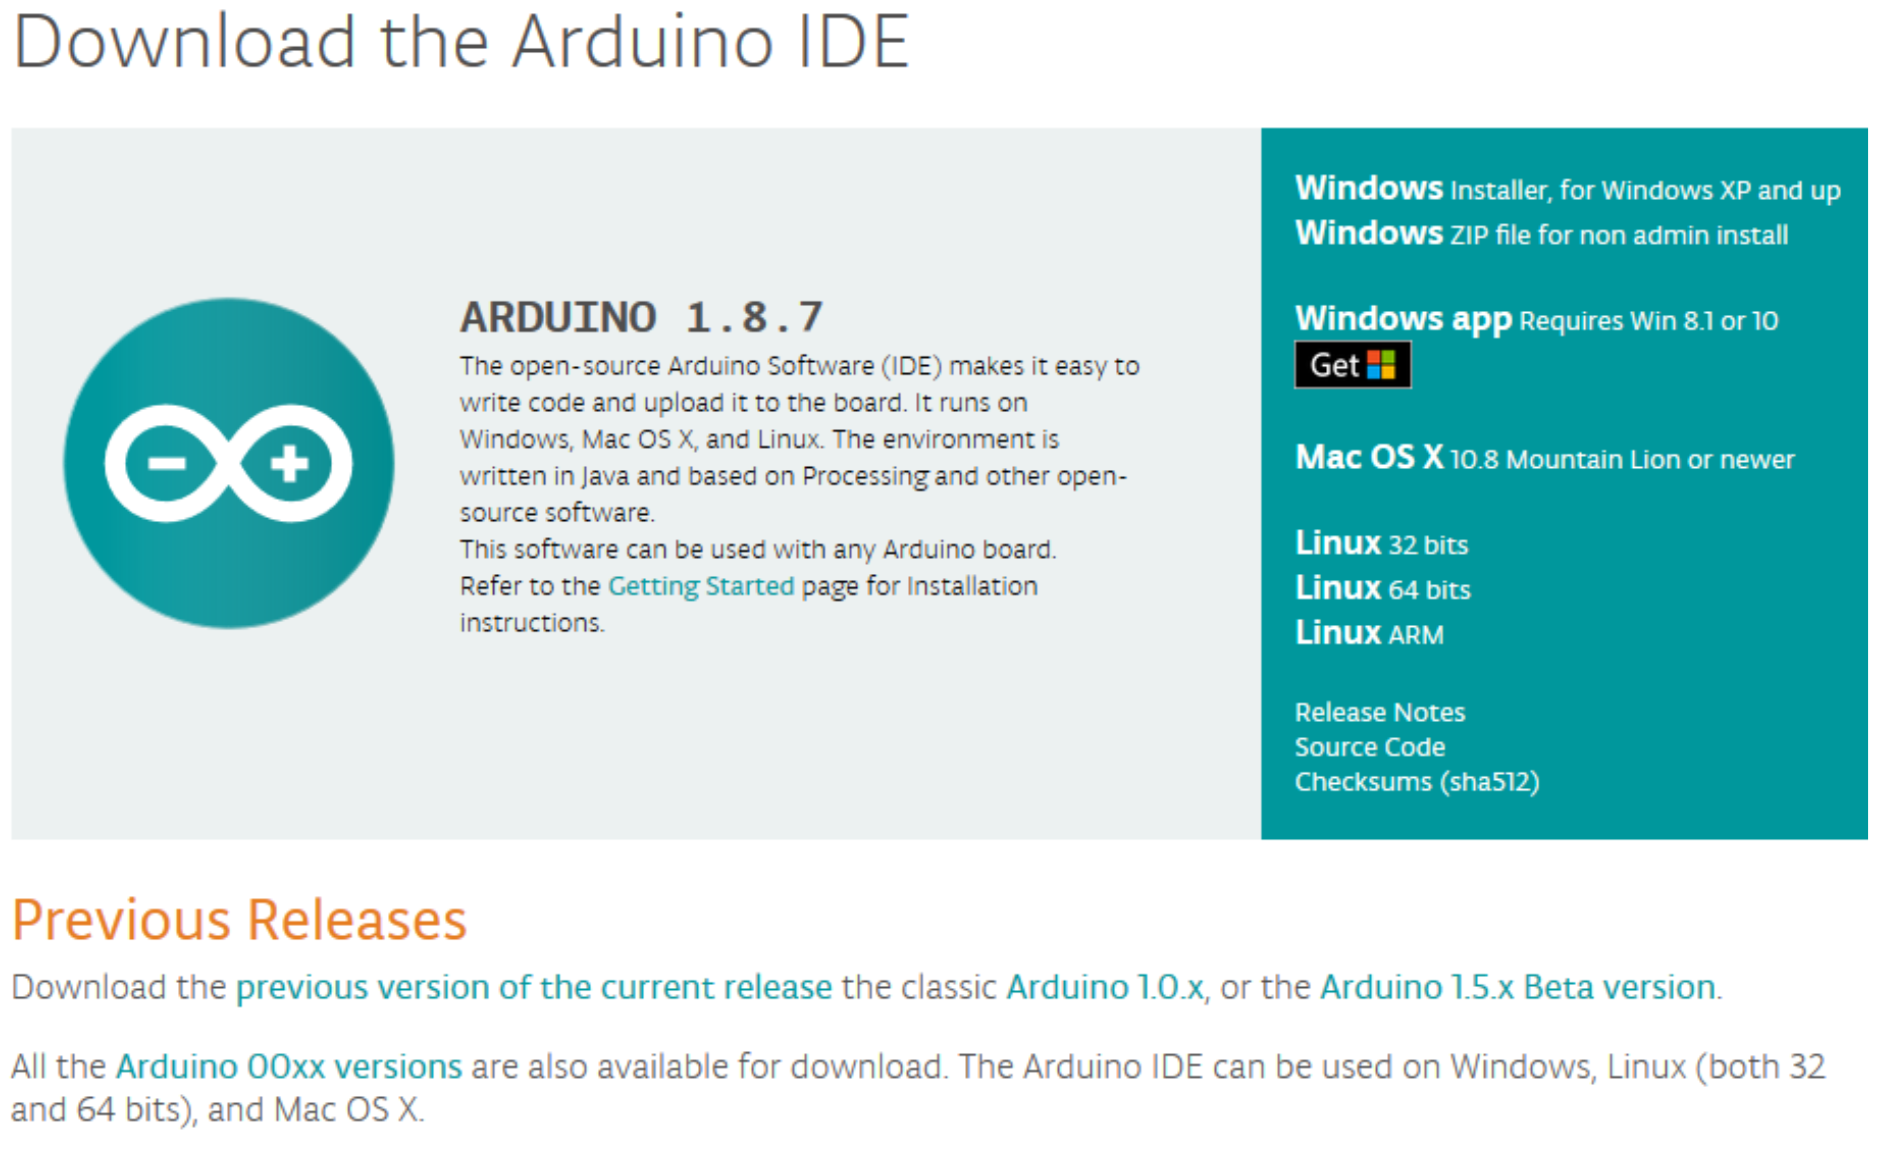 Download the Arduino IDE
ARDUINO 1.8.7
The open-source Arduino Software (IDE) makes it easy to
write code and upload it to the board. It runs on
Windows, Mac OS X, and Linux. The environment is
written in Java and based on Processing and other open-
source software.
This software can be used with any Arduino board.
Refer to the Getting Started page for Installation
instructions.
Windows Installer, for Windows XP and up
Windows ZIP file for non admin install
Windows app Requires Win 8.1 or 10
Get
Mac OS X 10.8 Mountain Lion or newer
Linux 32 bits
Linux 64 bits
Linux ARM
Release Notes
Source Code
Checksums (sha512)
Previous Releases
Download the previous version of the current release the classic Arduino 1.0.x, or the Arduino 1.5.x Beta version.
All the Arduino 00xx versions are also available for download. The Arduino IDE can be used on Windows, Linux (both 32
and 64 bits), and Mac OS X.